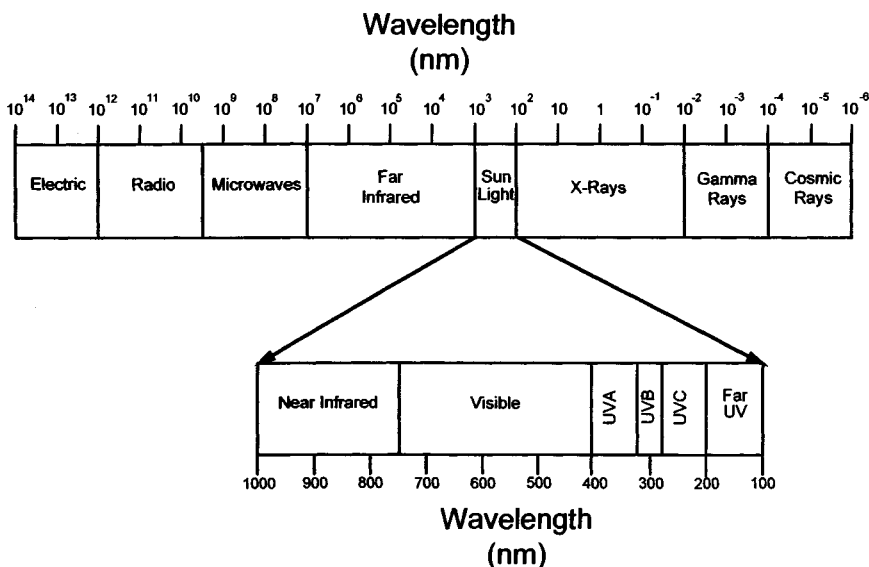 Wavelength
(nm)
10^14 10^13 10^12 10^11 10^10 10^9 10^8 10^7 10^6 10^5 10^4 10^3 10^2 10 1 10^-1 10^-2 10^-3 10^-4 10^-5 10^-6
Electric Radio Microwaves Far Infrared Sun Light X-Rays Gamma Rays Cosmic Rays
Near Infrared Visible UVA UVB UVC Far UV
1000 900 800 700 600 500 400 300 200 100
Wavelength
(nm)